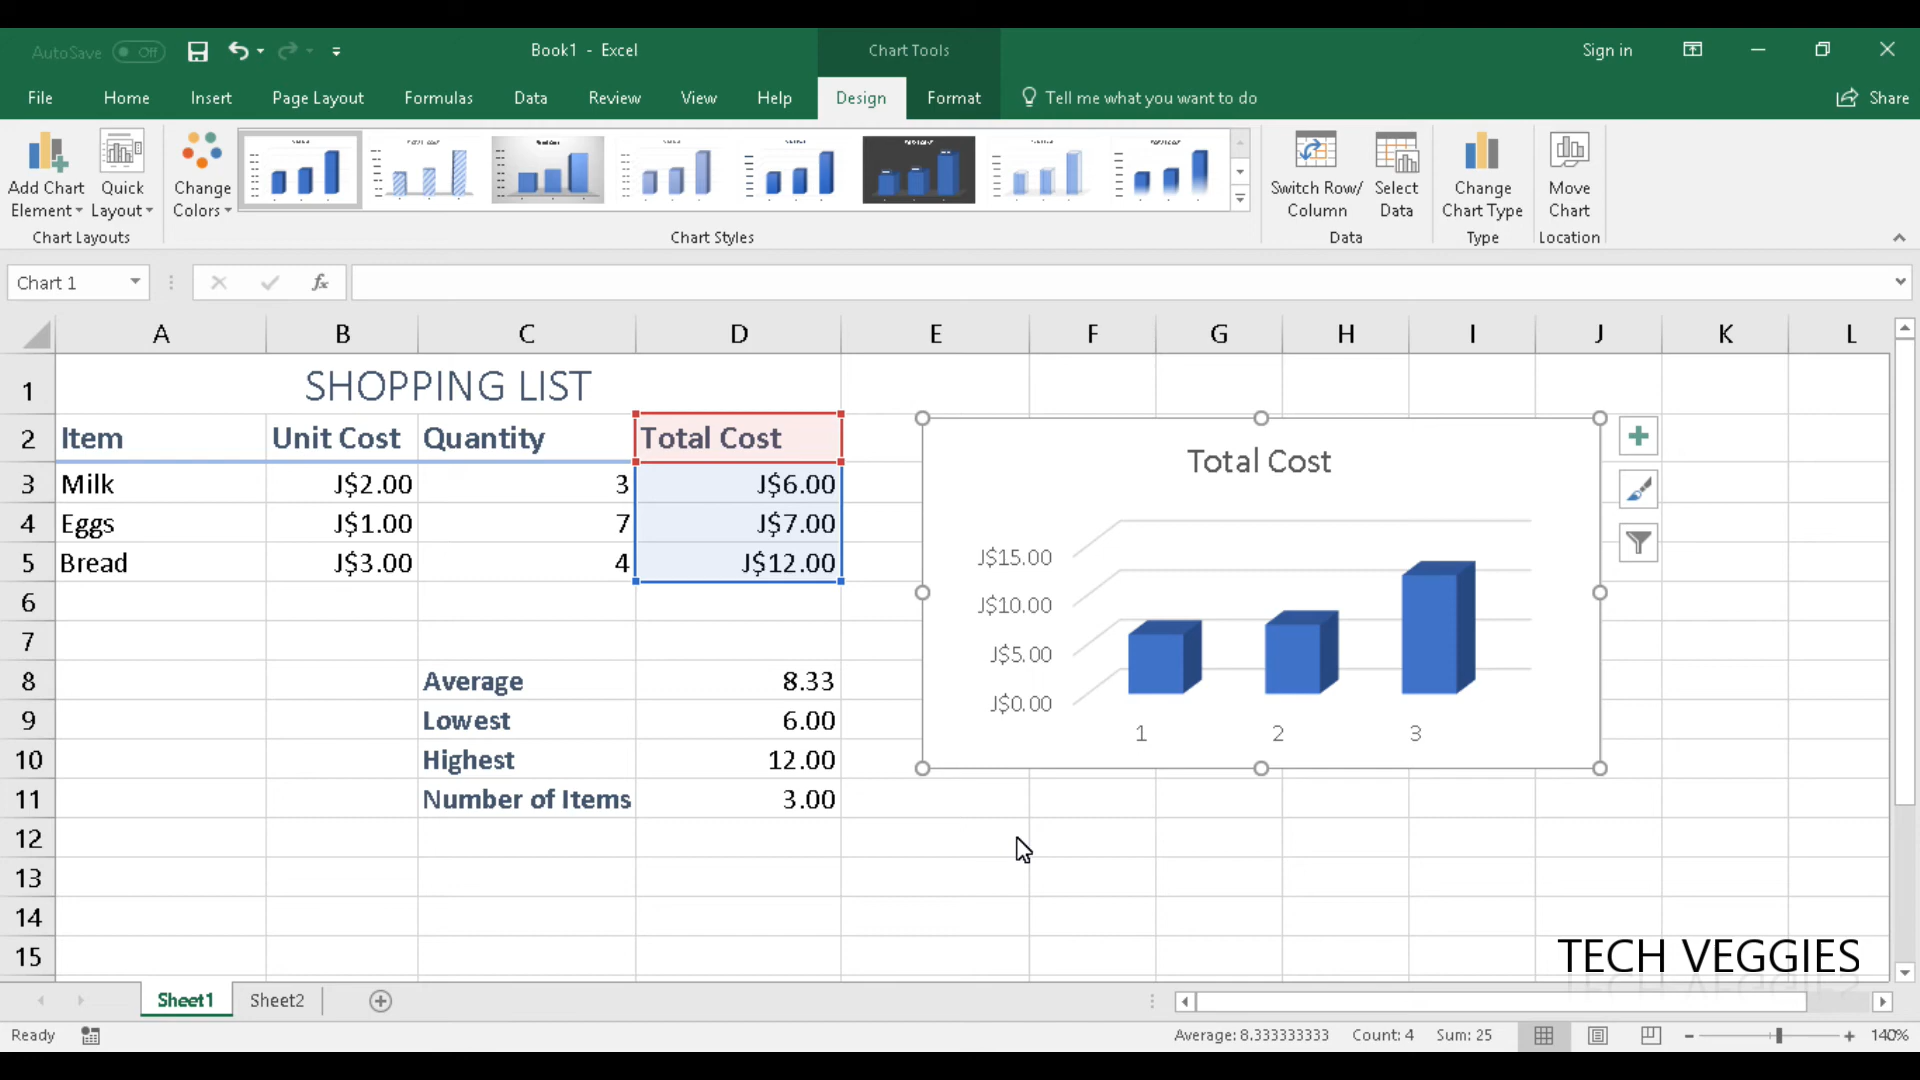 AutoSave Off
Book1 - Excel
Chart Tools
Sign in
File Home Insert Page Layout Formulas Data Review View Help Design Format Tell me what you want to do Share
Add Chart Element
Quick Layout
Chart Layouts
Change Colors
Chart Styles
Switch Row/ Column
Select Data
Data
Change Chart Type
Type
Move Chart
Location
Chart 1
fx
A B C D E F G H I J K L
1 SHOPPING LIST
2 Item Unit Cost Quantity Total Cost
3 Milk J$2.00 3 J$6.00
4 Eggs J$1.00 7 J$7.00
5 Bread J$3.00 4 J$12.00
6
7
8 Average 8.33
9 Lowest 6.00
10 Highest 12.00
11 Number of Items 3.00
12
13
14
15
Total Cost
J$15.00
J$10.00
J$5.00
J$0.00
1 2 3
TECH VEGGIES
Sheet1 Sheet2
Ready
Average: 8.333333333 Count: 4 Sum: 25
140%